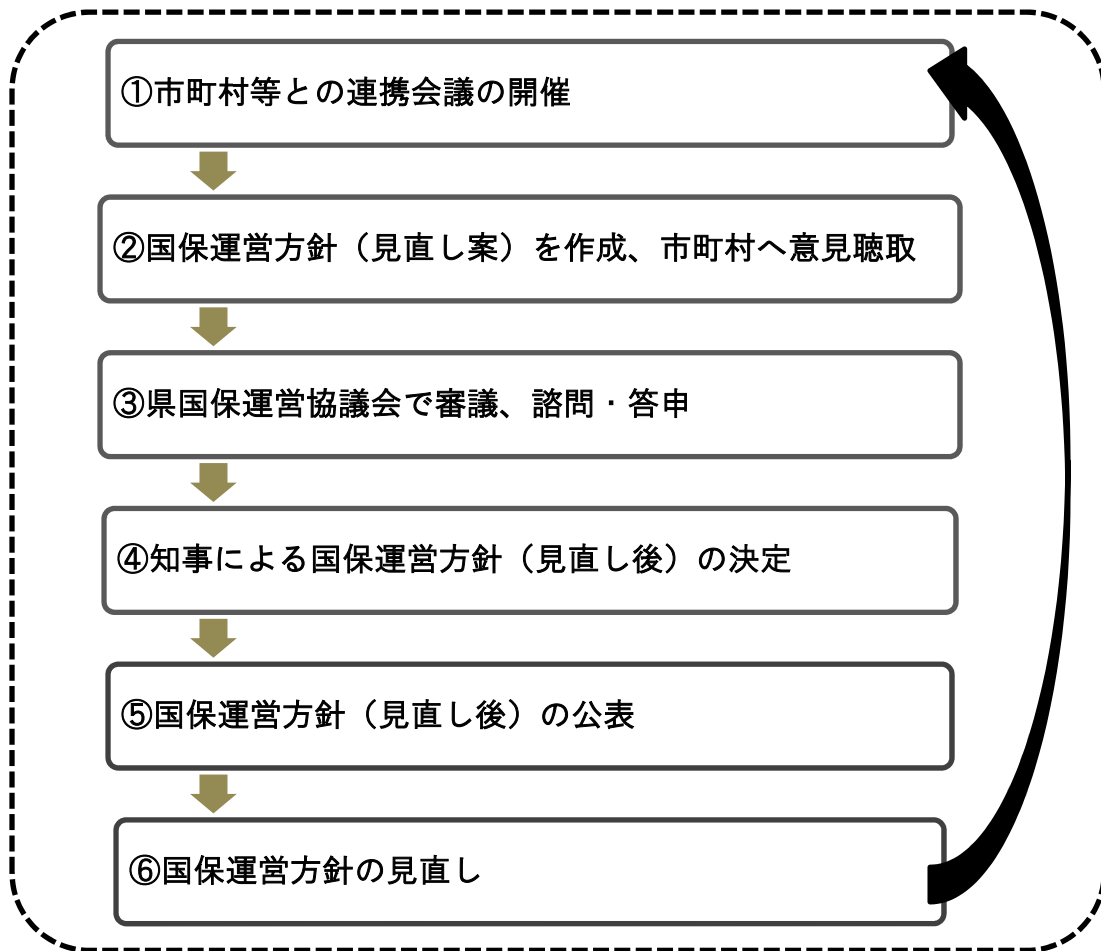 ①市町村等との連携会議の開催
②国保運営方針（見直し案）を作成、市町村へ意見聴取
③県国保運営協議会で審議、諮問・答申
④知事による国保運営方針（見直し後）の決定
⑤国保運営方針（見直し後）の公表
⑥国保運営方針の見直し